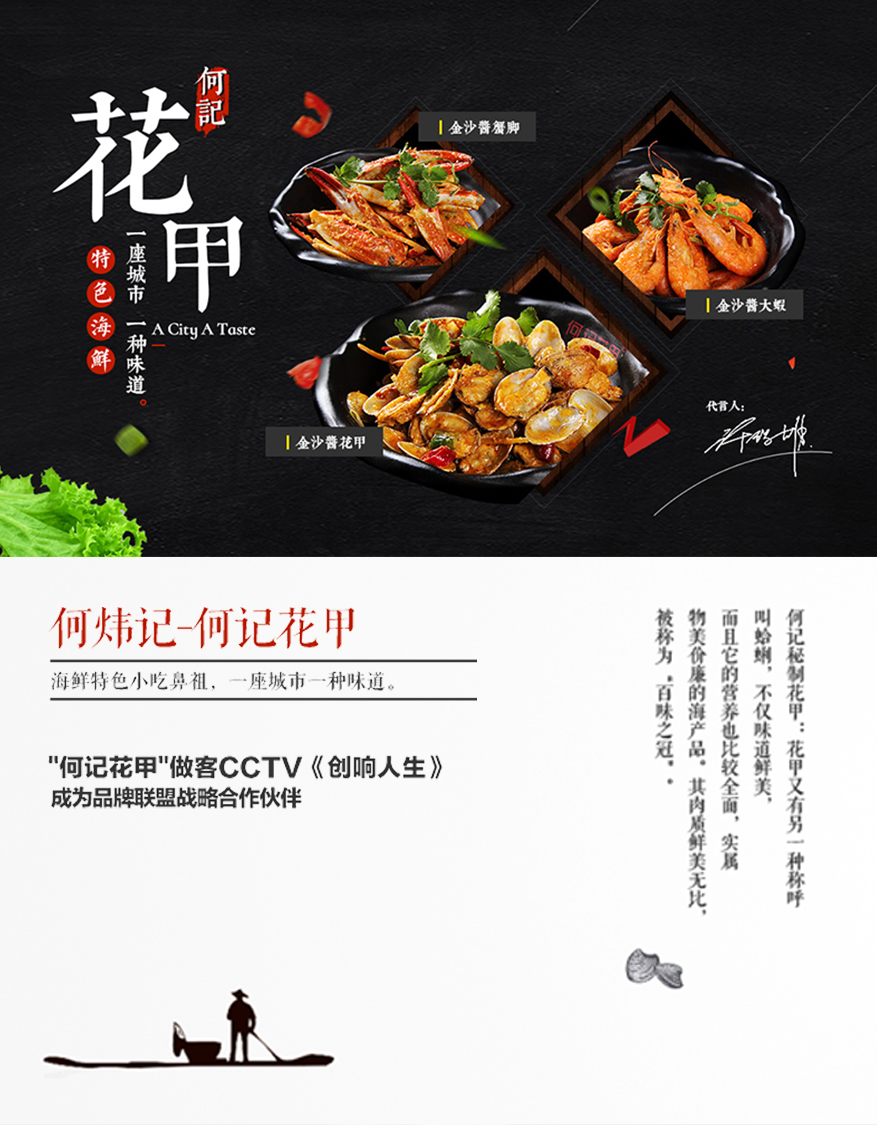 何記
花甲
特色海鮮
一座城市 一种味道。
A City A Taste
金沙醬蟹脚
金沙醬大蝦
何记花甲
金沙醬花甲
代言人:
何炜记-何记花甲
海鲜特色小吃鼻祖，一座城市一种味道。
"何记花甲"做客CCTV《创响人生》
成为品牌联盟战略合作伙伴
何记秘制花甲：花甲又有另一种称呼
叫蛤蜊，不仅味道鲜美，
而且它的营养也比较全面，实属
物美价廉的海产品。其肉质鲜美无比，
被称为“百味之冠”。